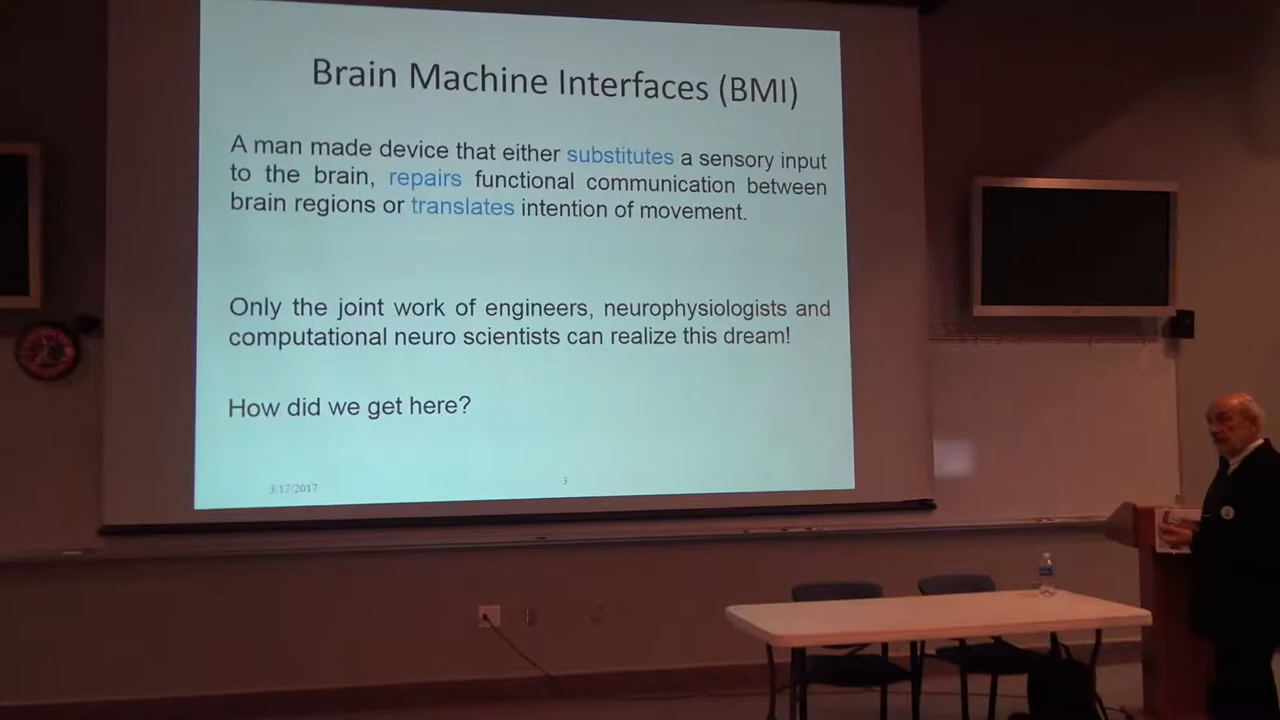 Brain Machine Interfaces (BMI)
A man made device that either substitutes a sensory input
to the brain, repairs functional communication between
brain regions or translates intention of movement.
Only the joint work of engineers, neurophysiologists and
computational neuro scientists can realize this dream!
How did we get here?
3/17/2017
3